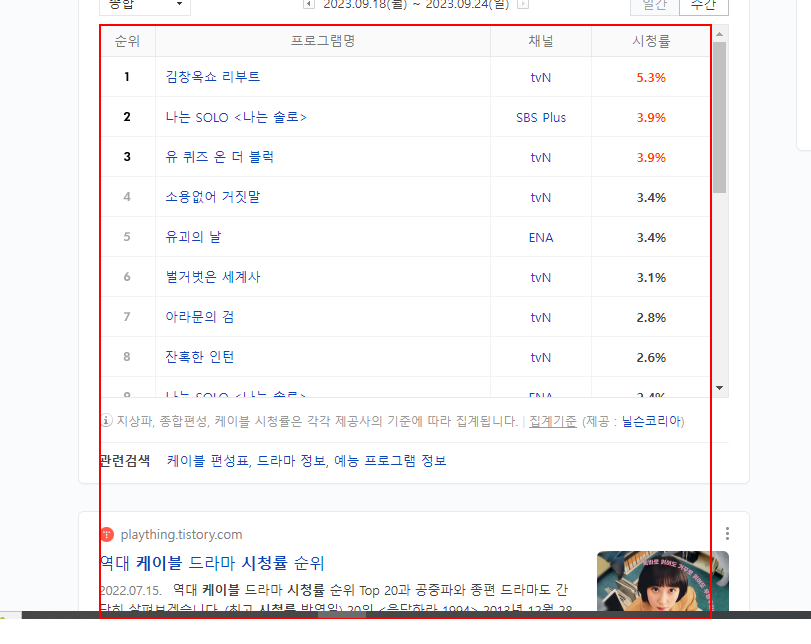 종합 2023.09.18(월) ~ 2023.09.24(일) 일간 주간
순위 프로그램명 채널 시청률
1 김창옥쇼 리부트 tvN 5.3%
2 나는 SOLO <나는 솔로> SBS Plus 3.9%
3 유 퀴즈 온 더 블럭 tvN 3.9%
4 소용없어 거짓말 tvN 3.4%
5 유괴의 날 ENA 3.4%
6 벌거벗은 세계사 tvN 3.1%
7 아라문의 검 tvN 2.8%
8 잔혹한 인턴 tvN 2.6%
9 나는 SOLO <나는 솔로> ENA 2.4%
지상파, 종합편성, 케이블 시청률은 각각 제공사의 기준에 따라 집계됩니다. | 집계기준 (제공 : 닐슨코리아)
관련검색 케이블 편성표, 드라마 정보, 예능 프로그램 정보
plaything.tistory.com
역대 케이블 드라마 시청률 순위
2022.07.15. 역대 케이블 드라마 시청률 순위 Top 20과 공중파와 종편 드라마도 간
단히 살펴보겠습니다. (최고 시청률 방영일) 20위 <응답하라 1994> 2013년 12월 28